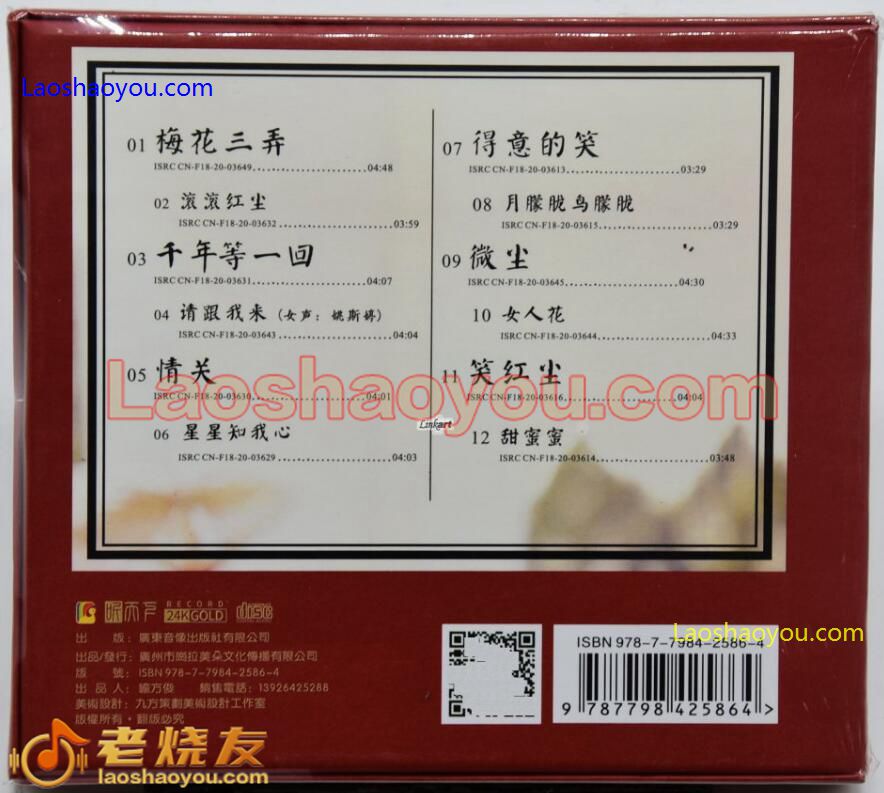 Laoshaoyou.com
01 梅花三弄
ISRC CN-F18-20-03649 04:48
02 滚滚红尘
ISRC CN-F18-20-03632 03:59
03 千年等一回
ISRC CN-F18-20-03631 04:07
04 请跟我来 (女声: 姚斯婷)
ISRC CN-F18-20-03643 04:04
05 情关
ISRC CN-F18-20-03630 04:01
06 星星知我心
ISRC CN-F18-20-03629 04:03
07 得意的笑
ISRC CN-F18-20-03613 03:29
08 月朦胧鸟朦胧
ISRC CN-F18-20-03615 03:29
09 微尘
ISRC CN-F18-20-03645 04:30
10 女人花
ISRC CN-F18-20-03644 04:33
11 笑红尘
ISRC CN-F18-20-03616 04:04
12 甜蜜蜜
ISRC CN-F18-20-03614 03:48
Laoshaoyou.com
Linkart
RECORD
24K GOLD
disc
出 版: 廣東音像出版社有限公司
出品/發行: 廣州市崗拉美朵文化傳播有限公司
版 號: ISBN 978-7-7984-2586-4
出 品 人: 喻方俊 銷售電話: 13926425288
美術設計: 九方策劃美術設計工作室
版權所有·翻版必究
ISBN 978-7-7984-2586-4
Laoshaoyou.com
9 787798 425864 >
老烧友
laoshaoyou.com